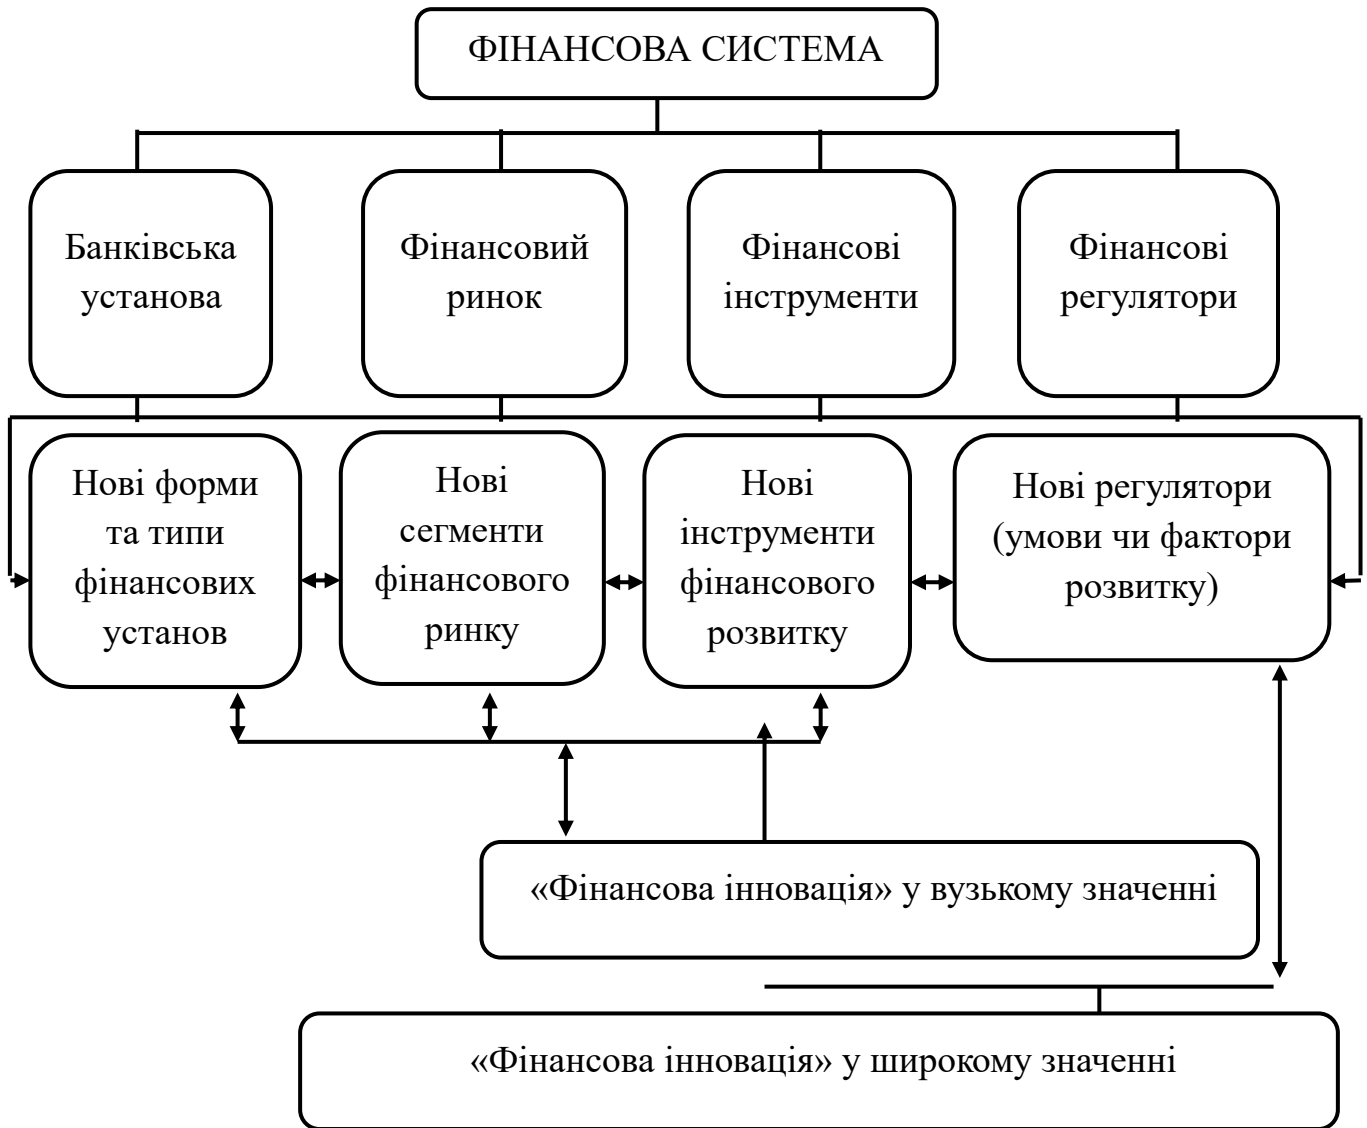 ФІНАНСОВА СИСТЕМА
Банківська
установа
Фінансовий
ринок
Фінансові
інструменти
Фінансові
регулятори
Нові форми
та типи
фінансових
установ
Нові
сегменти
фінансового
ринку
Нові
інструменти
фінансового
розвитку
Нові регулятори
(умови чи фактори
розвитку)
«Фінансова інновація» у вузькому значенні
«Фінансова інновація» у широкому значенні